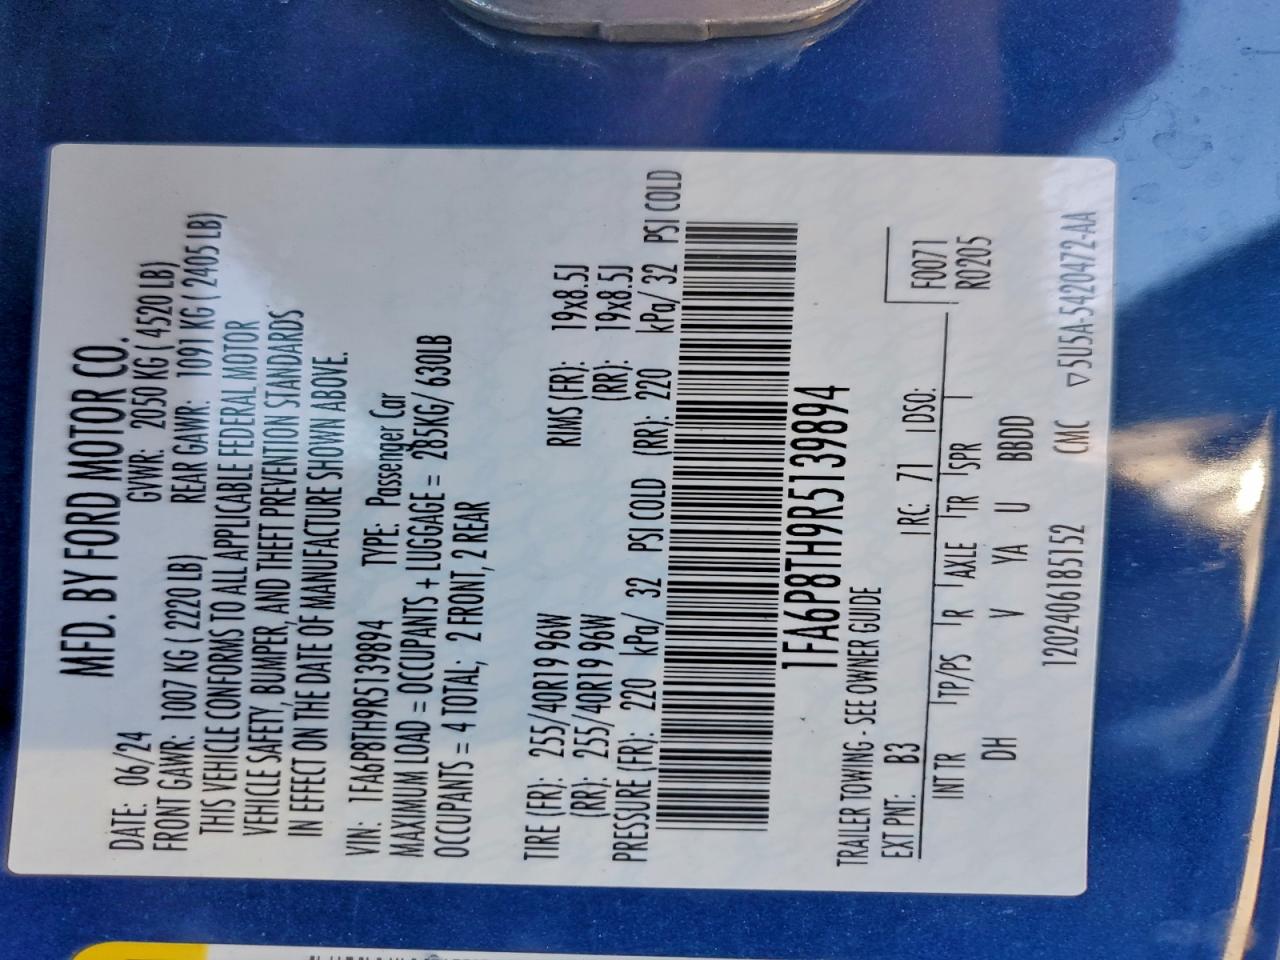 MFD. BY FORD MOTOR CO.
DATE: 06/24 GVWR: 2050 KG ( 4520 LB)
FRONT GAWR: 1007 KG ( 2220 LB) REAR GAWR: 1091 KG ( 2405 LB)
THIS VEHICLE CONFORMS TO ALL APPLICABLE FEDERAL MOTOR
VEHICLE SAFETY, BUMPER, AND THEFT PREVENTION STANDARDS
IN EFFECT ON THE DATE OF MANUFACTURE SHOWN ABOVE.
VIN: 1FA6P8TH9R5139894 TYPE: Passenger Car
MAXIMUM LOAD = OCCUPANTS + LUGGAGE = 285KG/ 630LB
OCCUPANTS = 4 TOTAL; 2 FRONT, 2 REAR
TIRE (FR): 255/40R19 96W RIMS (FR): 19x8.5J
(RR): 255/40R19 96W (RR): 19x8.5J
PRESSURE (FR): 220 kPa/ 32 PSI COLD (RR): 220 kPa/ 32 PSI COLD
1FA6P8TH9R5139894
TRAILER TOWING - SEE OWNER GUIDE
EXT PNT: B3 RC: 71 DSO: F0071
INT TR TP/PS R AXLE TR SPR R0205
DH V YA U BBDD
120240618515 2 CMC ▽5U5A-5420472-AA